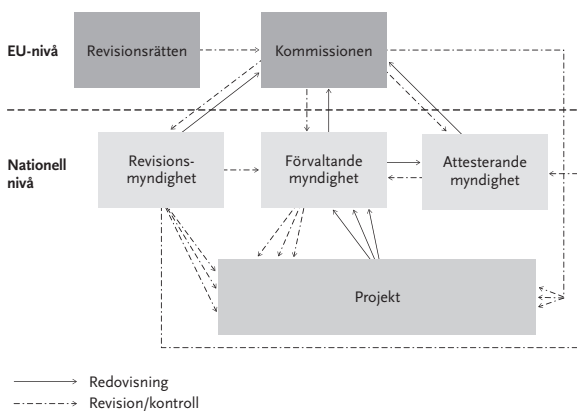 EU-nivå
Revisionsrätten
Kommissionen
Nationell
nivå
Revisions-
myndighet
Förvaltande
myndighet
Attesterande
myndighet
Projekt
Redovisning
Revision/kontroll